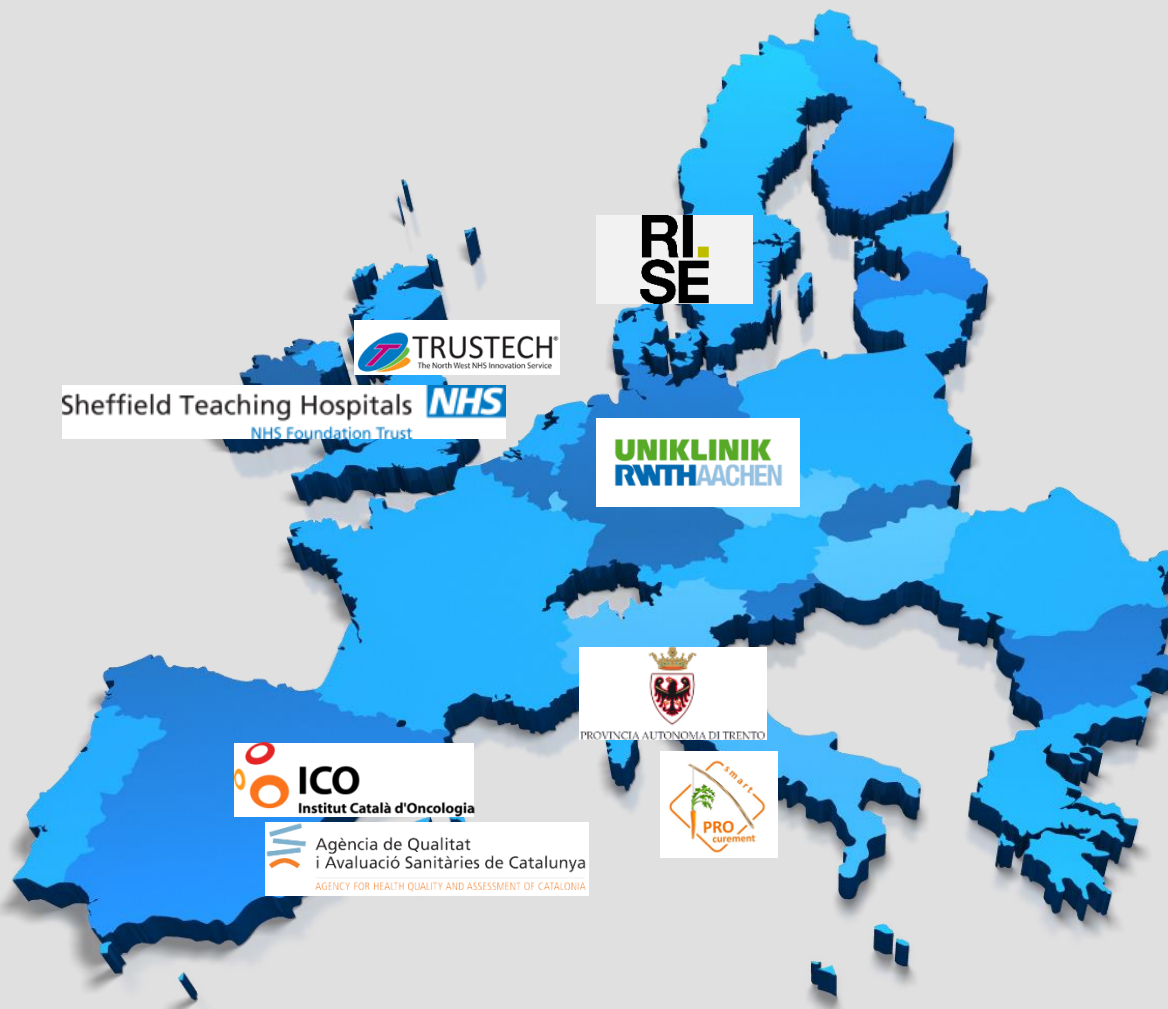 RI.
SE
TRUSTECH®
The North West NHS Innovation Service
Sheffield Teaching Hospitals NHS
NHS Foundation Trust
UNIKLINIK
RWTHAACHEN
PROVINCIA AUTONOMA DI TRENTO
smart
PRO
curement
ICO
Institut Català d'Oncologia
Agència de Qualitat
i Avaluació Sanitàries de Catalunya
AGENCY FOR HEALTH QUALITY AND ASSESSMENT OF CATALONIA